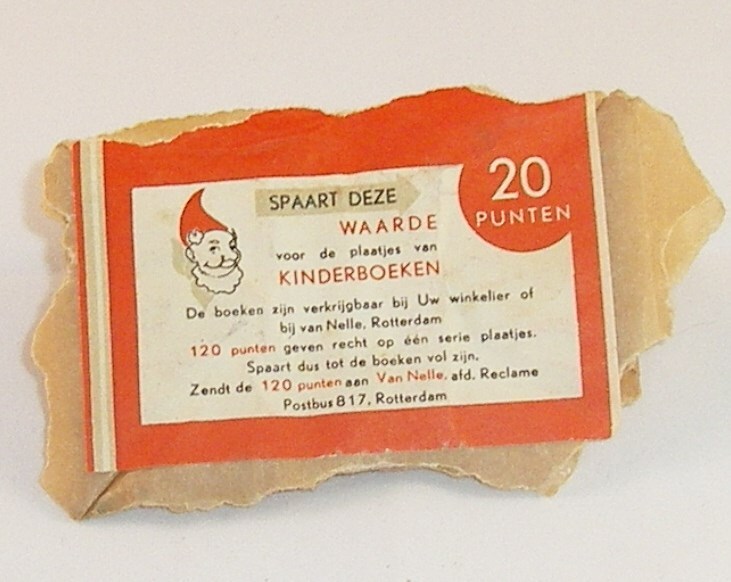 SPAART DEZE
WAARDE
20
PUNTEN
voor de plaatjes van
KINDERBOEKEN
De boeken zijn verkrijgbaar bij Uw winkelier of
bij van Nelle, Rotterdam
120 punten geven recht op één serie plaatjes.
Spaart dus tot de boeken vol zijn.
Zendt de 120 punten aan Van Nelle, afd. Reclame
Postbus 817, Rotterdam